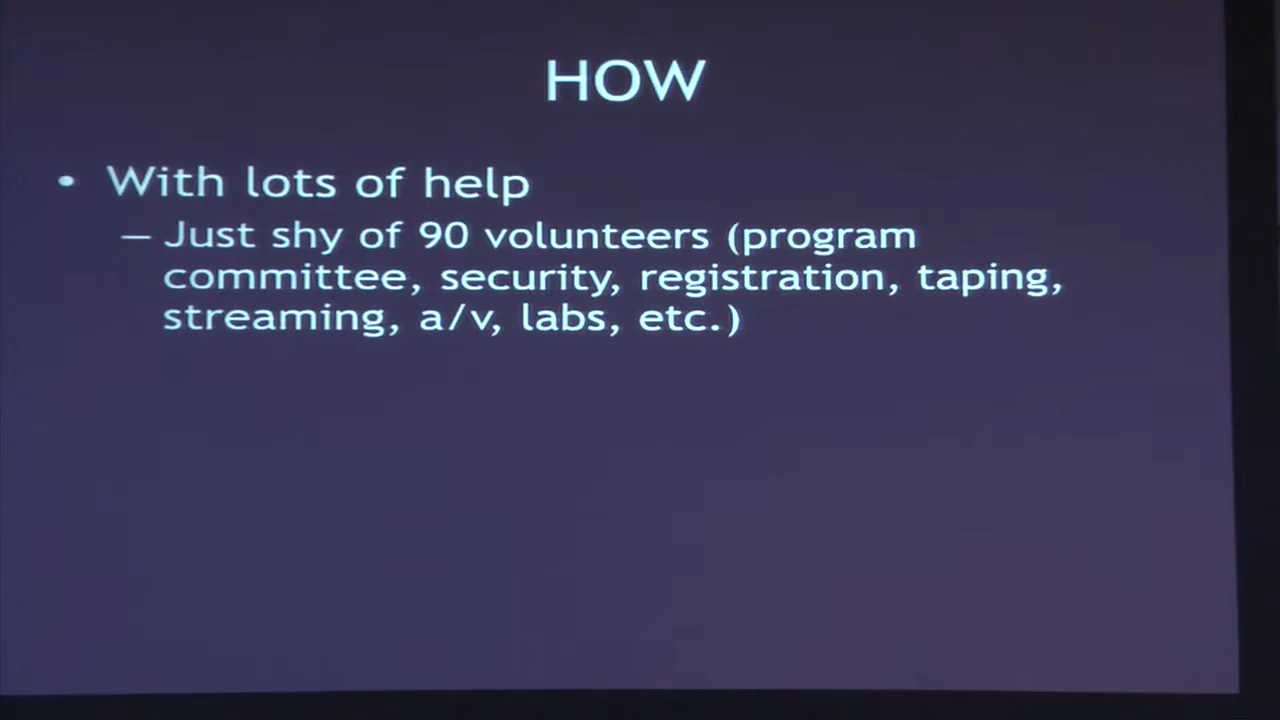 HOW
• With lots of help
– Just shy of 90 volunteers (program
committee, security, registration, taping,
streaming, a/v, labs, etc.)